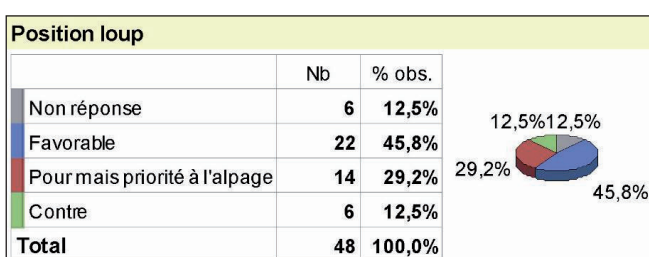 Position loup
Nb % obs.
Non réponse 6 12,5%
Favorable 22 45,8%
Pour mais priorité à l'alpage 14 29,2%
Contre 6 12,5%
Total 48 100,0%
12,5% 12,5%
29,2%
45,8%